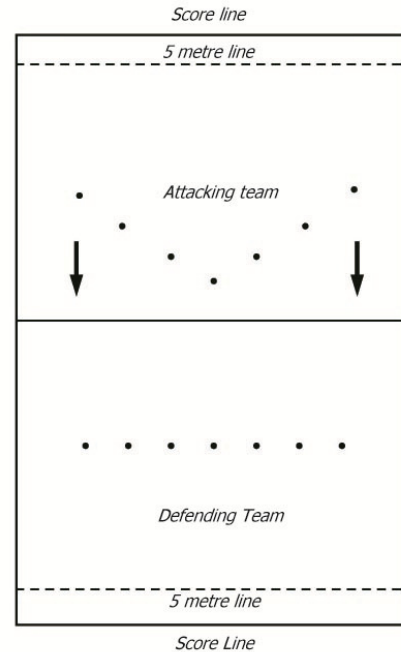 Score line
5 metre line
Attacking team
Defending Team
5 metre line
Score Line